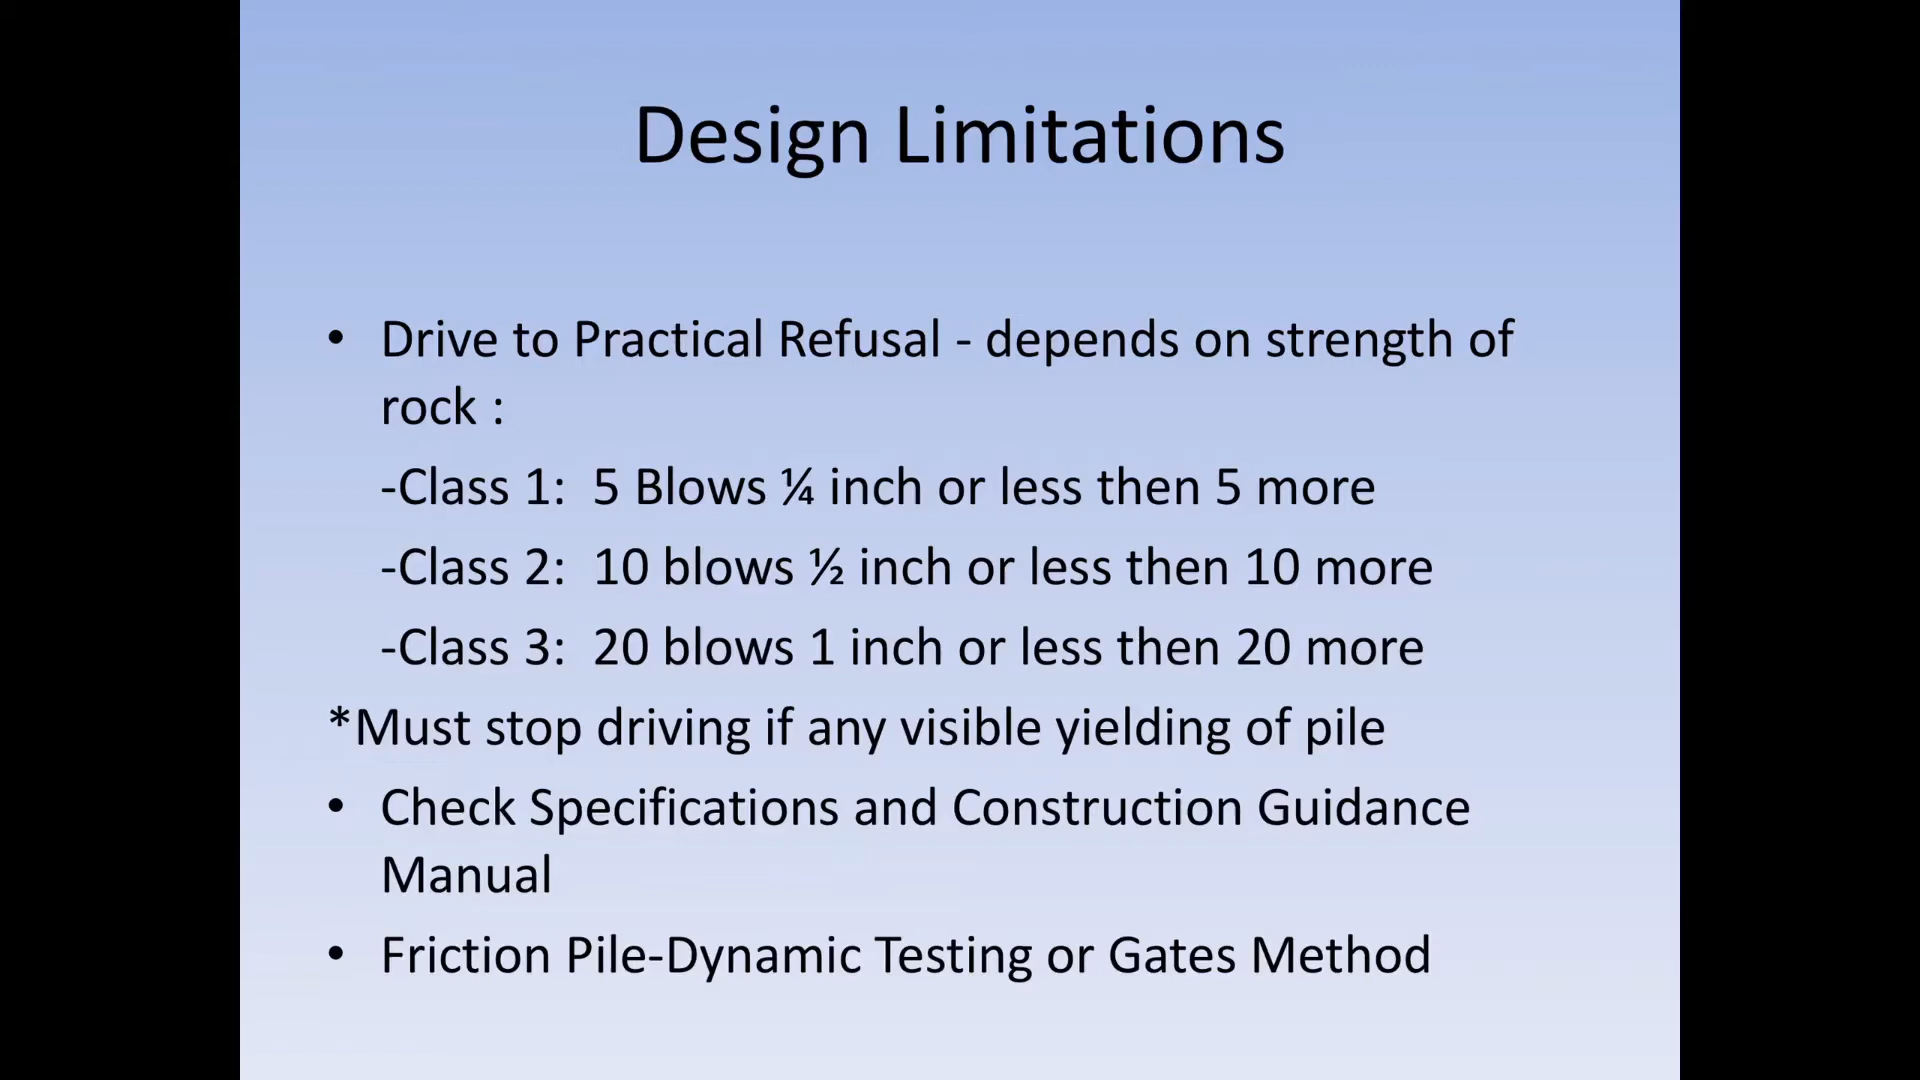 Design Limitations
• Drive to Practical Refusal - depends on strength of
rock :
-Class 1:  5 Blows ¼ inch or less then 5 more
-Class 2:  10 blows ½ inch or less then 10 more
-Class 3:  20 blows 1 inch or less then 20 more
*Must stop driving if any visible yielding of pile
• Check Specifications and Construction Guidance
Manual
• Friction Pile-Dynamic Testing or Gates Method